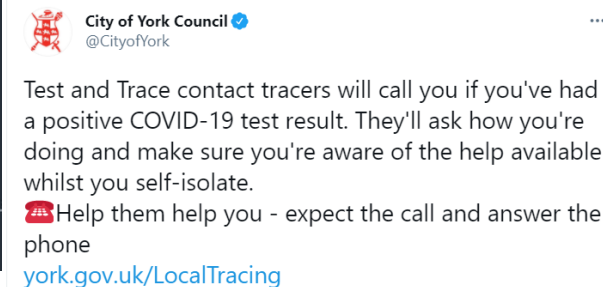 City of York Council
@CityofYork
Test and Trace contact tracers will call you if you've had
a positive COVID-19 test result. They'll ask how you're
doing and make sure you're aware of the help available
whilst you self-isolate.
☎️Help them help you - expect the call and answer the
phone
york.gov.uk/LocalTracing